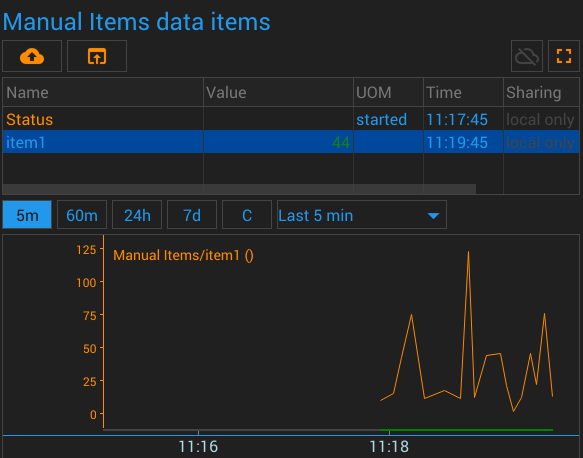 Manual Items data items
Name Value UOM Time Sharing
Status started 11:17:45 local only
item1 44 11:19:45 local only
5m 60m 24h 7d C Last 5 min
Manual Items/item1 ()
125
100
75
50
25
0
11:16 11:18